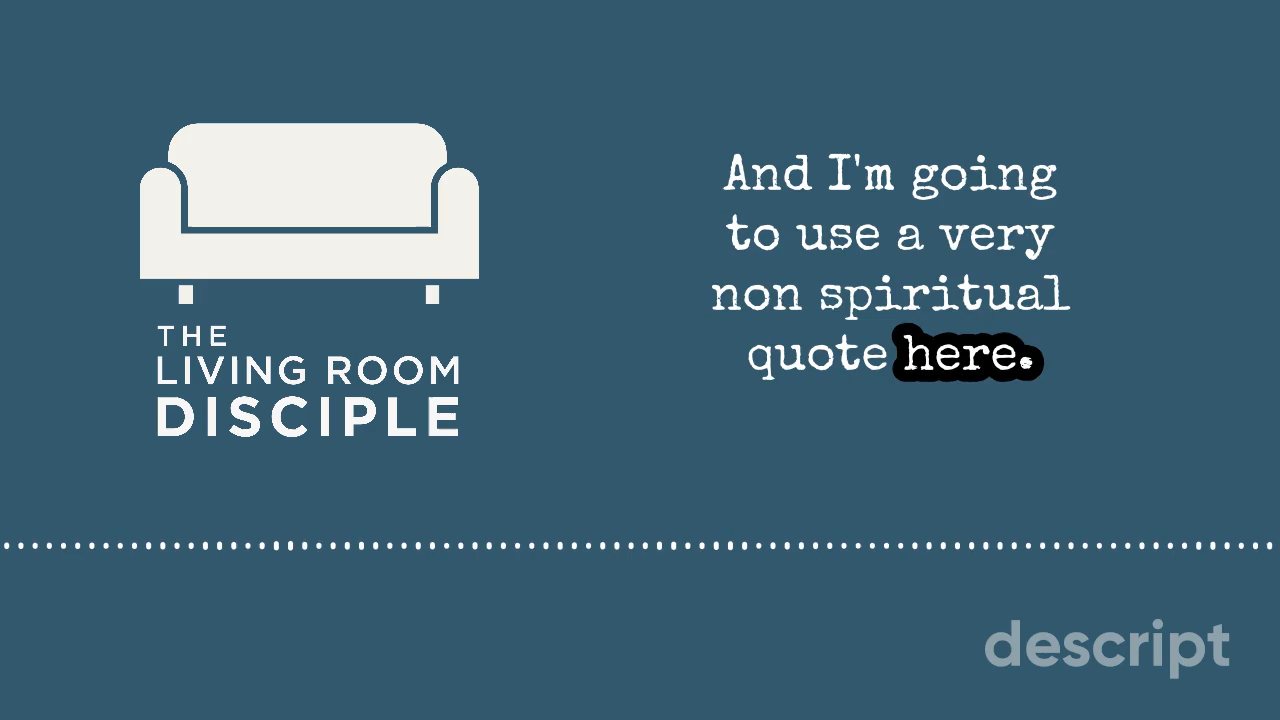 THE
LIVING ROOM
DISCIPLE
And I'm going
to use a very
non spiritual
quote here.
descript